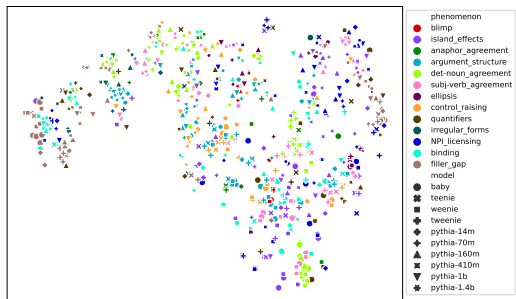 phenomenon
blimp
island_effects
anaphor_agreement
argument_structure
det-noun_agreement
subj-verb_agreement
ellipsis
control_raising
quantifiers
irregular_forms
NPI_licensing
binding
filler_gap
model
baby
teenie
weenie
tweenie
pythia-14m
pythia-70m
pythia-160m
pythia-410m
pythia-1b
pythia-1.4b